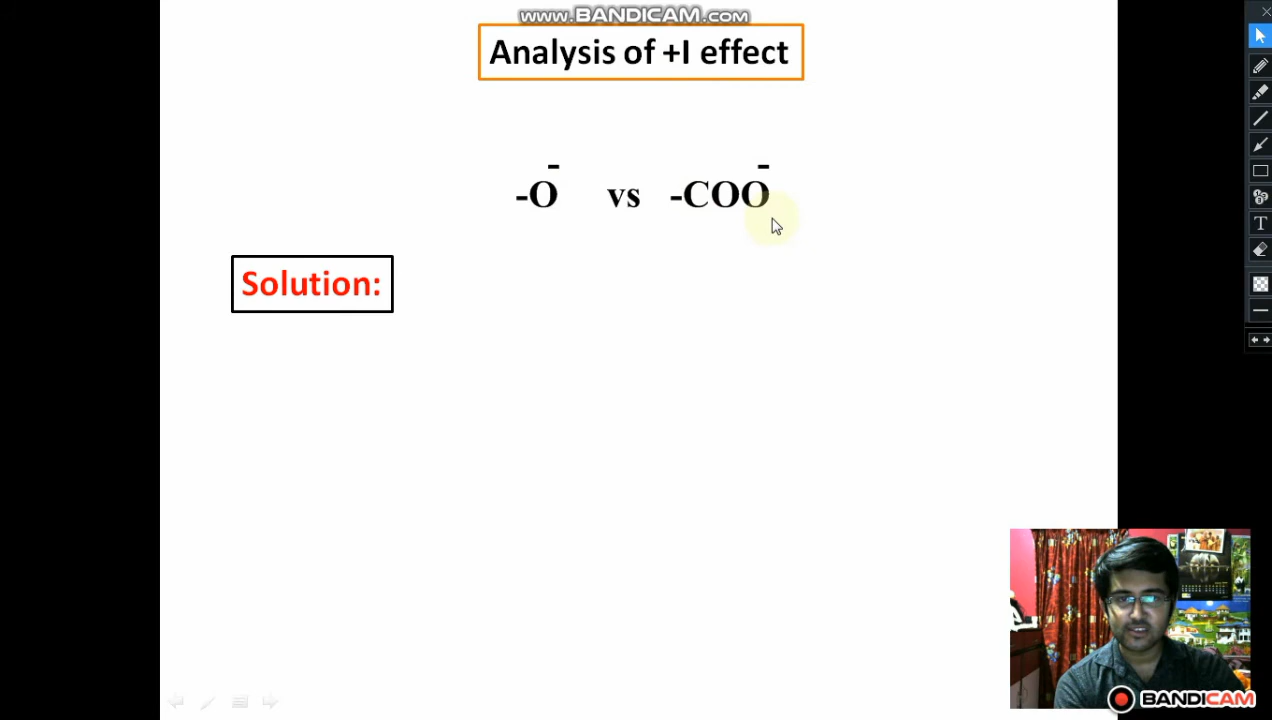 www.BANDICAM.com
Analysis of +I effect
-O⁻ vs -COO⁻
Solution:
BANDICAM